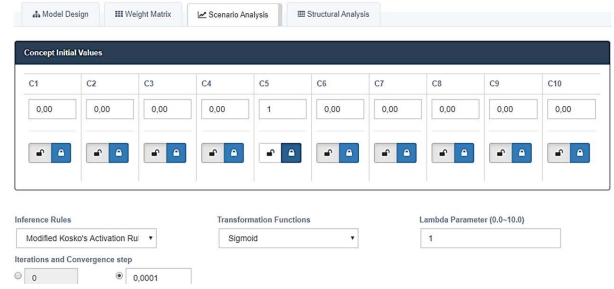 Model Design Weight Matrix Scenario Analysis Structural Analysis
Concept Initial Values
C1 C2 C3 C4 C5 C6 C7 C8 C9 C10
0,00 0,00 0,00 0,00 1 0,00 0,00 0,00 0,00 0,00
Inference Rules Transformation Functions Lambda Parameter (0.0~10.0)
Modified Kosko's Activation Rul Sigmoid 1
Iterations and Convergence step
0 0,0001